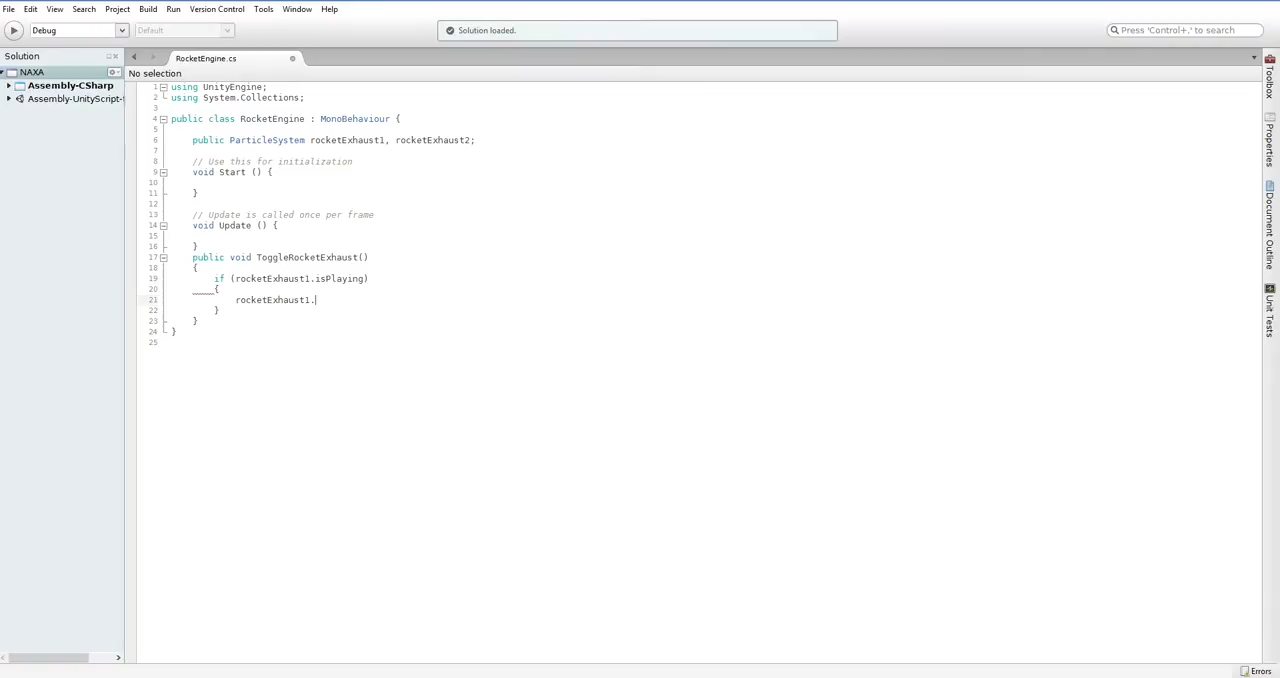 File Edit View Search Project Build Run Version Control Tools Window Help
Debug Default Solution loaded. Press 'Control+,' to search
Solution RocketEngine.cs
NAXA No selection
Assembly-CSharp
Assembly-UnityScript-
1 using UnityEngine;
2 using System.Collections;
3
4 public class RocketEngine : MonoBehaviour {
5
6 public ParticleSystem rocketExhaust1, rocketExhaust2;
7
8 // Use this for initialization
9 void Start () {
10
11 }
12
13 // Update is called once per frame
14 void Update () {
15
16 }
17 public void ToggleRocketExhaust()
18 {
19 if (rocketExhaust1.isPlaying)
20 {
21 rocketExhaust1.
22 }
23 }
24 }
25
Toolbox
Properties
Document Outline
Unit Tests
Errors